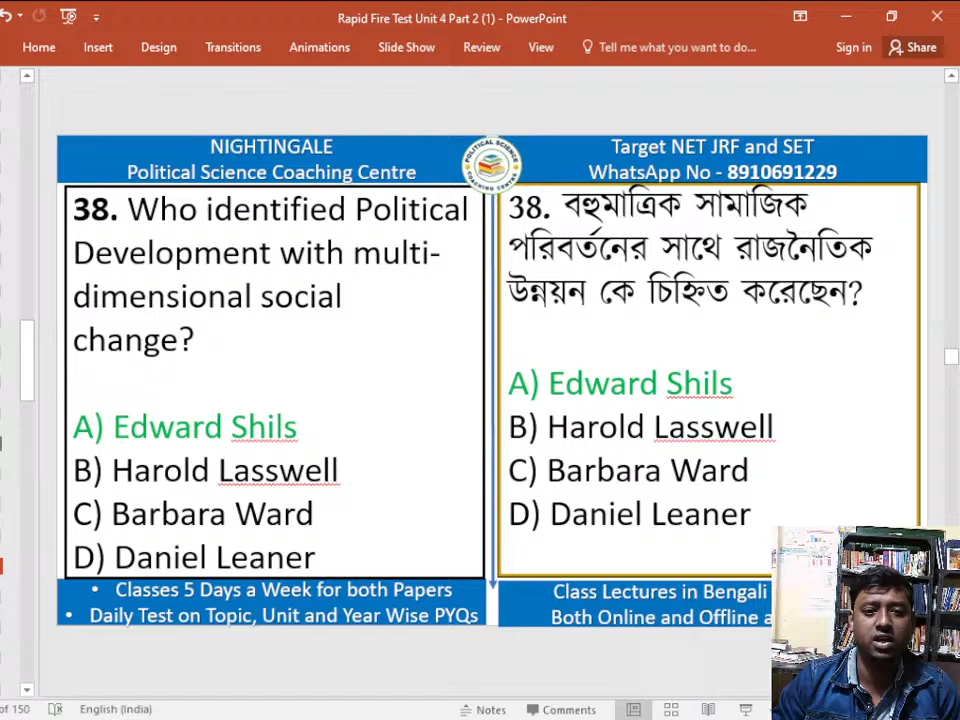 Rapid Fire Test Unit 4 Part 2 (1) - PowerPoint
Home Insert Design Transitions Animations Slide Show Review View Tell me what you want to do... Sign in Share
NIGHTINGALE
Political Science Coaching Centre
POLITICAL SCIENCE COACHING CENTRE
Target NET JRF and SET
WhatsApp No - 8910691229
38. Who identified Political
Development with multi-
dimensional social
change?
A) Edward Shils
B) Harold Lasswell
C) Barbara Ward
D) Daniel Leaner
38. বহুমাত্রিক সামাজিক
পরিবর্তনের সাথে রাজনৈতিক
উন্নয়ন কে চিহ্নিত করেছেন?
A) Edward Shils
B) Harold Lasswell
C) Barbara Ward
D) Daniel Leaner
• Classes 5 Days a Week for both Papers
• Daily Test on Topic, Unit and Year Wise PYQs
Class Lectures in Bengali
Both Online and Offline
of 150 English (India) Notes Comments